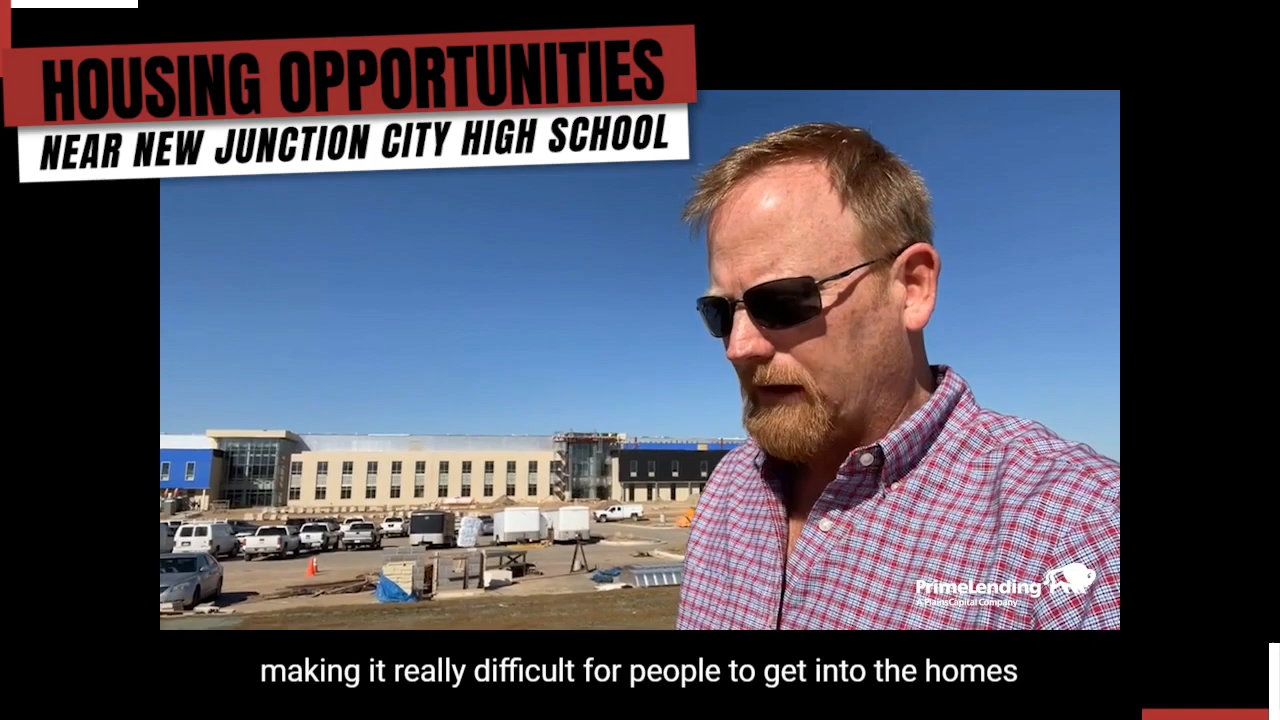 HOUSING OPPORTUNITIES
NEAR NEW JUNCTION CITY HIGH SCHOOL
PrimeLending
A PlainsCapital Company
making it really difficult for people to get into the homes